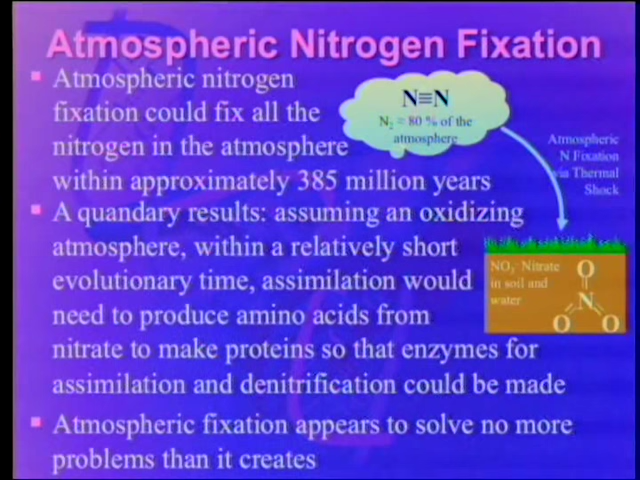 Atmospheric Nitrogen Fixation
Atmospheric nitrogen
fixation could fix all the
nitrogen in the atmosphere
within approximately 385 million years
A quandary results: assuming an oxidizing
atmosphere, within a relatively short
evolutionary time, assimilation would
need to produce amino acids from
nitrate to make proteins so that enzymes for
assimilation and denitrification could be made
Atmospheric fixation appears to solve no more
problems than it creates
N≡N
N₂ = 80 % of the
atmosphere
Atmospheric
N Fixation
via Thermal
Shock
NO₃⁻ Nitrate
in soil and
water
O
N
O O